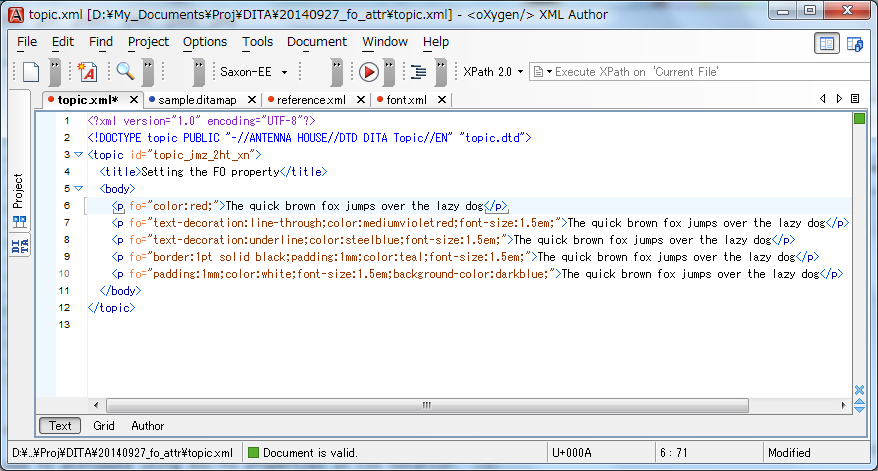 topic.xml [D:¥My_Documents¥Proj¥DITA¥20140927_fo_attr¥topic.xml] - <oXygen/> XML Author
File Edit Find Project Options Tools Document Window Help
Saxon-EE XPath 2.0 Execute XPath on 'Current File'
topic.xml* sample.ditamap reference.xml font.xml
1 <?xml version="1.0" encoding="UTF-8"?>
2 <!DOCTYPE topic PUBLIC "-//ANTENNA HOUSE//DTD DITA Topic//EN" "topic.dtd">
3 <topic id="topic_jmz_2ht_xn">
4 <title>Setting the FO property</title>
5 <body>
6 <p fo="color:red;">The quick brown fox jumps over the lazy dog</p>
7 <p fo="text-decoration:line-through;color:mediumvioletred;font-size:1.5em;">The quick brown fox jumps over the lazy dog</p>
8 <p fo="text-decoration:underline;color:steelblue;font-size:1.5em;">The quick brown fox jumps over the lazy dog</p>
9 <p fo="border:1pt solid black;padding:1mm;color:teal;font-size:1.5em;">The quick brown fox jumps over the lazy dog</p>
10 <p fo="padding:1mm;color:white;font-size:1.5em;background-color:darkblue;">The quick brown fox jumps over the lazy dog</p>
11 </body>
12 </topic>
13
Project
DITA
Text Grid Author
D:¥…¥Proj¥DITA¥20140927_fo_attr¥topic.xml Document is valid. U+000A 6 : 71 Modified